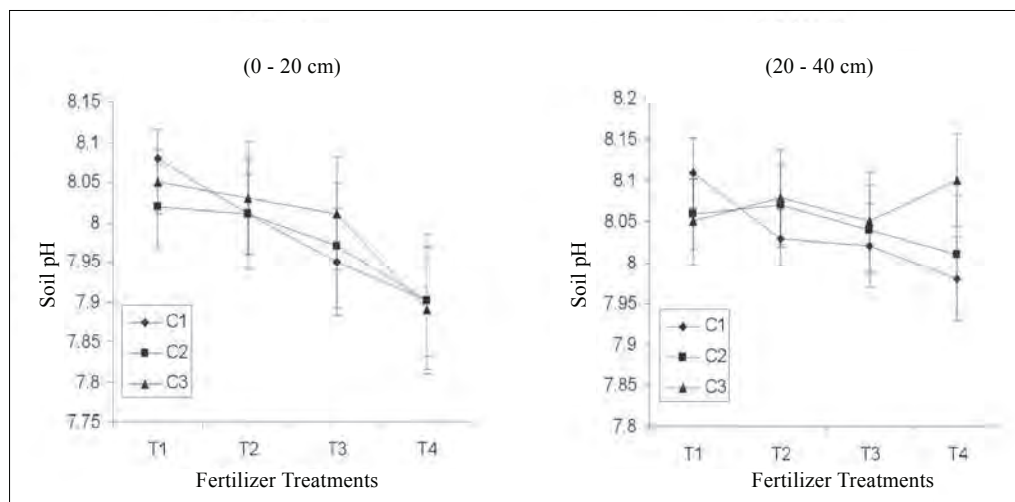 (0 - 20 cm)
8.15
8.1
8.05
8
7.95
7.9
7.85
7.8
7.75
Soil pH
C1
C2
C3
T1 T2 T3 T4
Fertilizer Treatments
(20 - 40 cm)
8.2
8.15
8.1
8.05
8
7.95
7.9
7.85
7.8
Soil pH
C1
C2
C3
T1 T2 T3 T4
Fertilizer Treatments